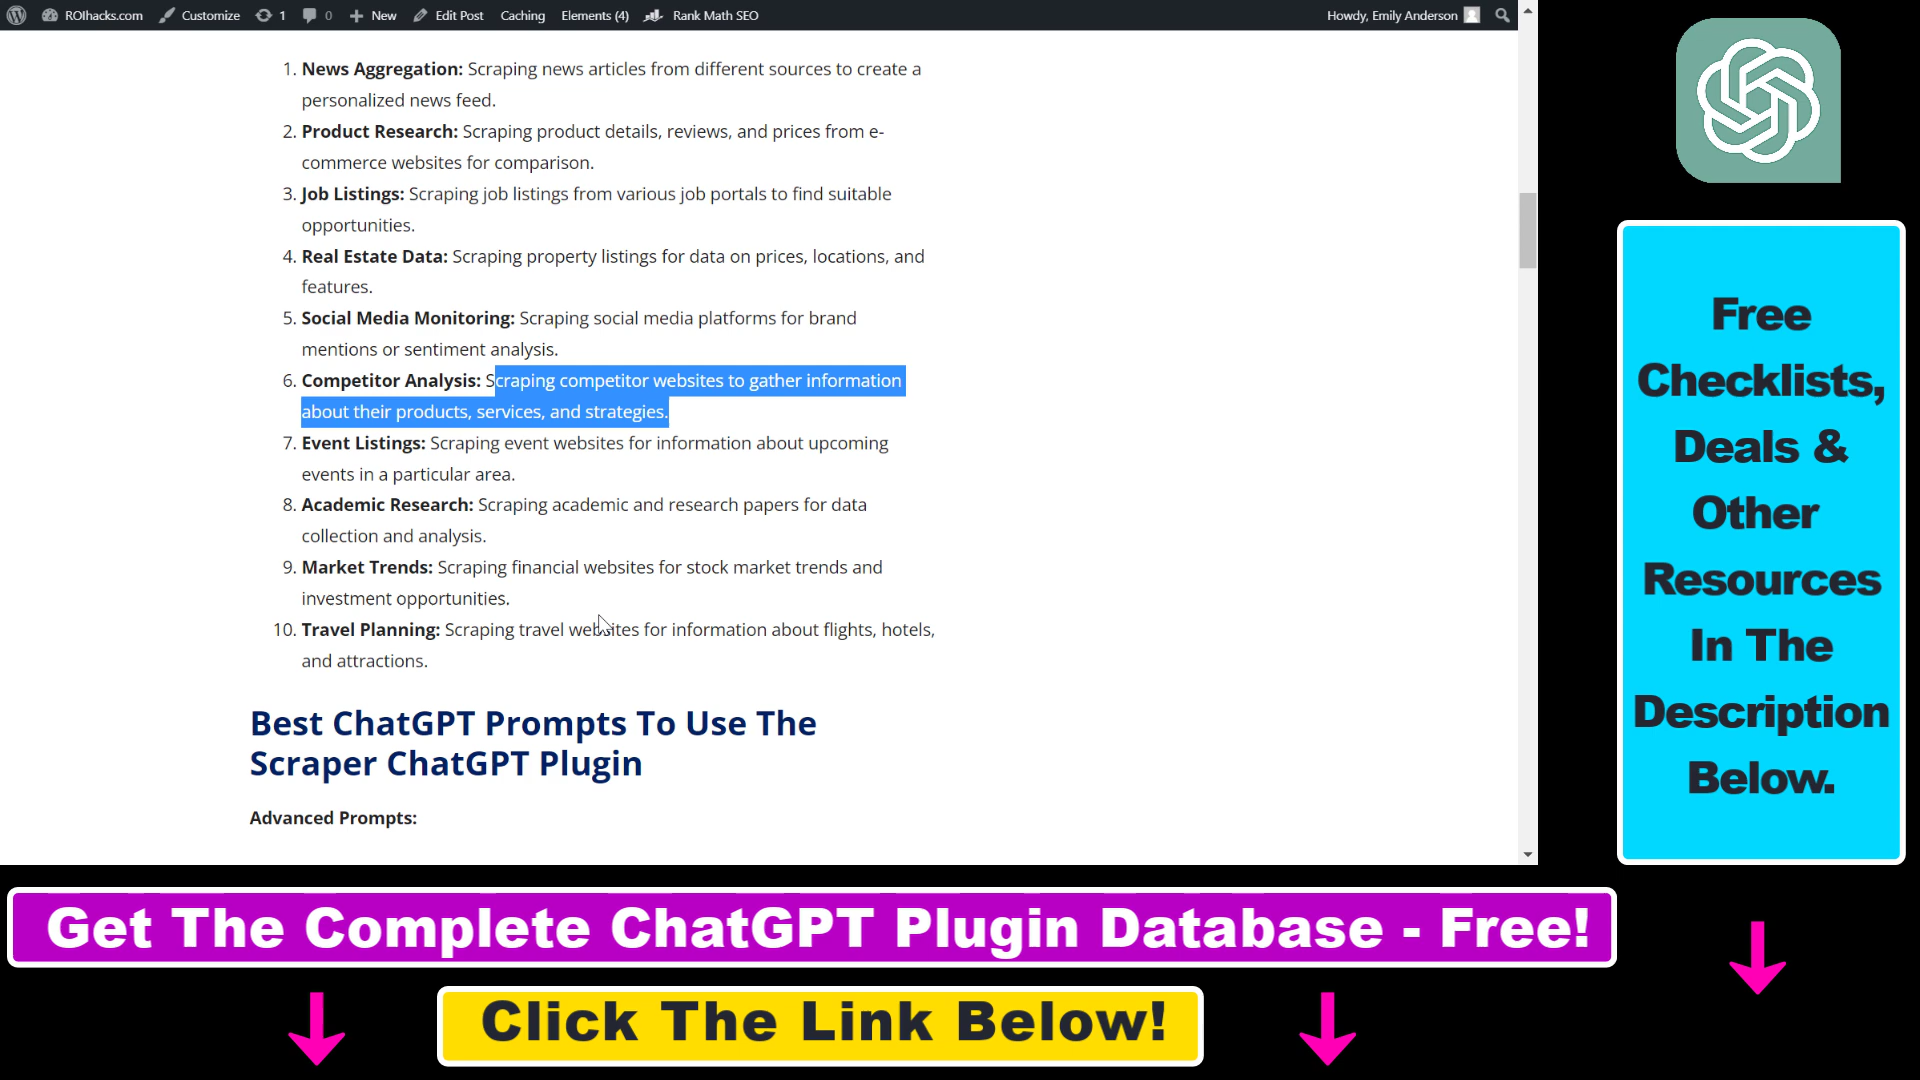 ROIhacks.com Customize 1 0 New Edit Post Caching Elements (4) Rank Math SEO Howdy, Emily Anderson
1. News Aggregation: Scraping news articles from different sources to create a
personalized news feed.
2. Product Research: Scraping product details, reviews, and prices from e-
commerce websites for comparison.
3. Job Listings: Scraping job listings from various job portals to find suitable
opportunities.
4. Real Estate Data: Scraping property listings for data on prices, locations, and
features.
5. Social Media Monitoring: Scraping social media platforms for brand
mentions or sentiment analysis.
6. Competitor Analysis: Scraping competitor websites to gather information
about their products, services, and strategies.
7. Event Listings: Scraping event websites for information about upcoming
events in a particular area.
8. Academic Research: Scraping academic and research papers for data
collection and analysis.
9. Market Trends: Scraping financial websites for stock market trends and
investment opportunities.
10. Travel Planning: Scraping travel websites for information about flights, hotels,
and attractions.
Best ChatGPT Prompts To Use The
Scraper ChatGPT Plugin
Advanced Prompts:
Free
Checklists,
Deals &
Other
Resources
In The
Description
Below.
Get The Complete ChatGPT Plugin Database - Free!
Click The Link Below!